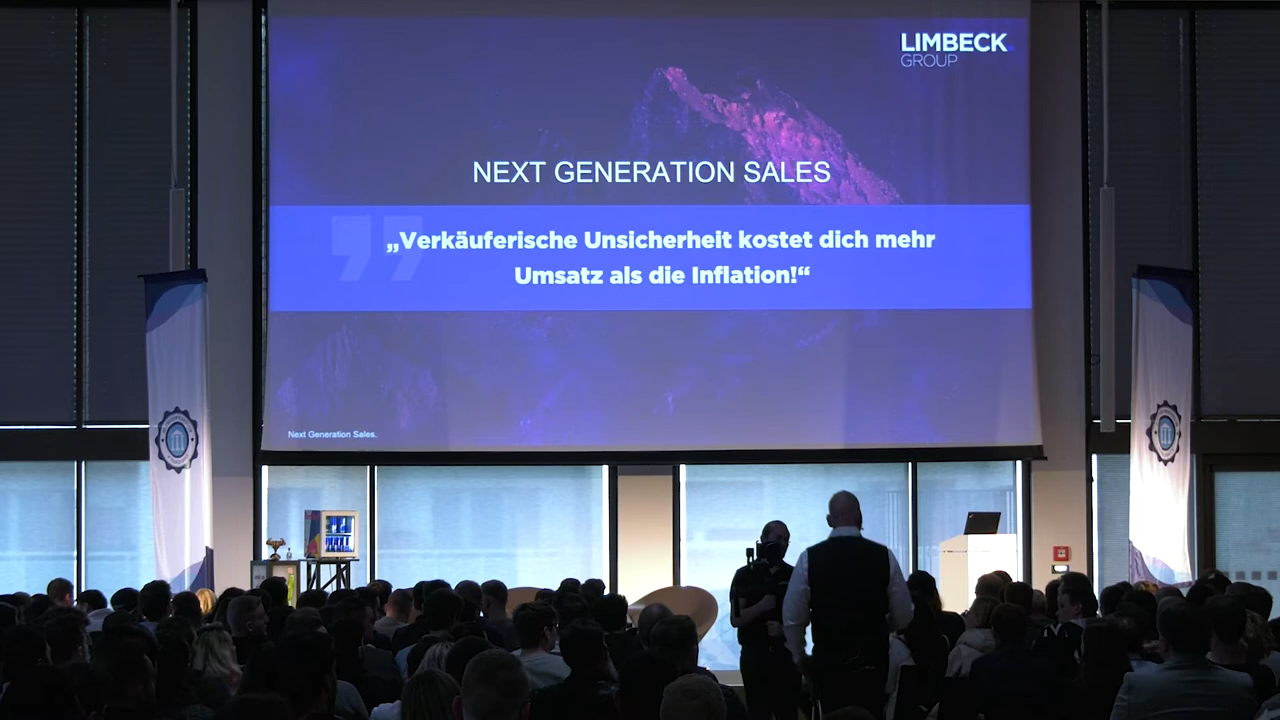 LIMBECK.
GROUP
NEXT GENERATION SALES
„Verkäuferische Unsicherheit kostet dich mehr
Umsatz als die Inflation!“
Next Generation Sales.